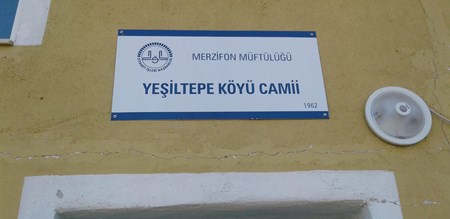 MERZİFON MÜFTÜLÜĞÜ
YEŞİLTEPE KÖYÜ CAMİİ
1962